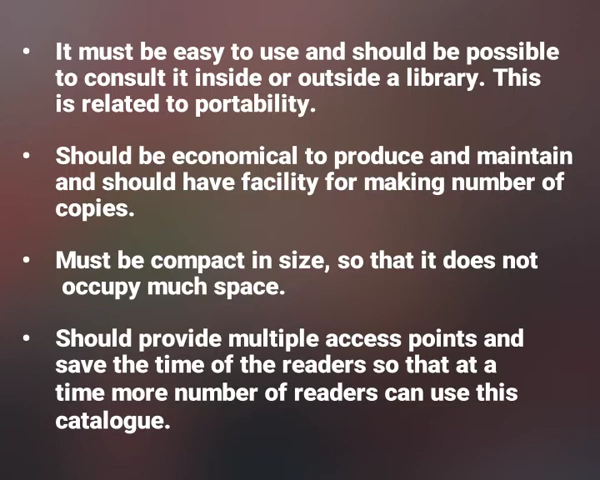 • It must be easy to use and should be possible
to consult it inside or outside a library. This
is related to portability.
• Should be economical to produce and maintain
and should have facility for making number of
copies.
• Must be compact in size, so that it does not
occupy much space.
• Should provide multiple access points and
save the time of the readers so that at a
time more number of readers can use this
catalogue.